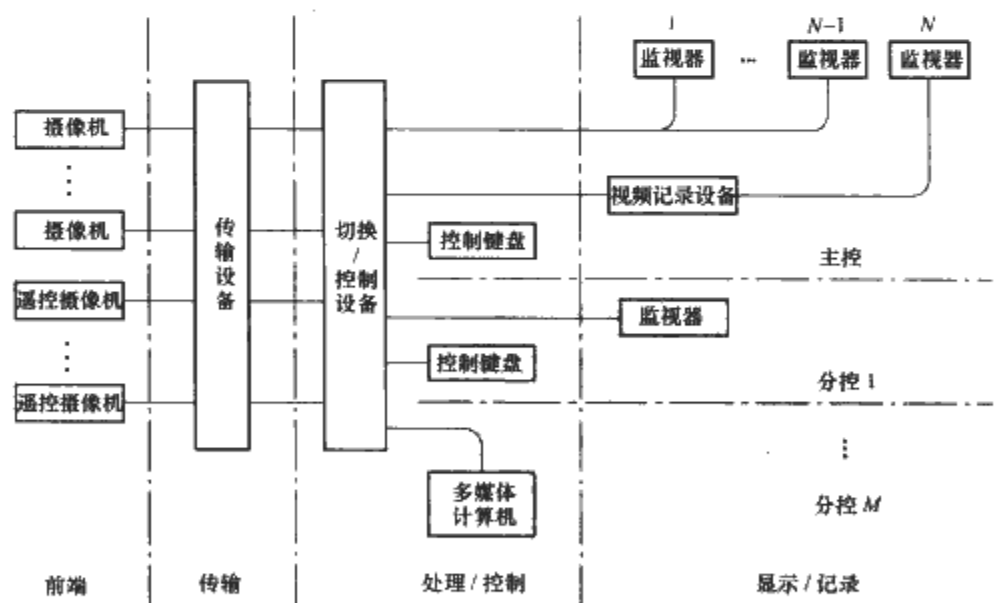 1
N-1
N
监视器
...
监视器
监视器
摄像机
摄像机
遥控摄像机
遥控摄像机
传输设备
切换/控制设备
视频记录设备
控制键盘
主控
监视器
控制键盘
分控 1
多媒体
计算机
分控 M
前端
传输
处理 / 控制
显示 / 记录